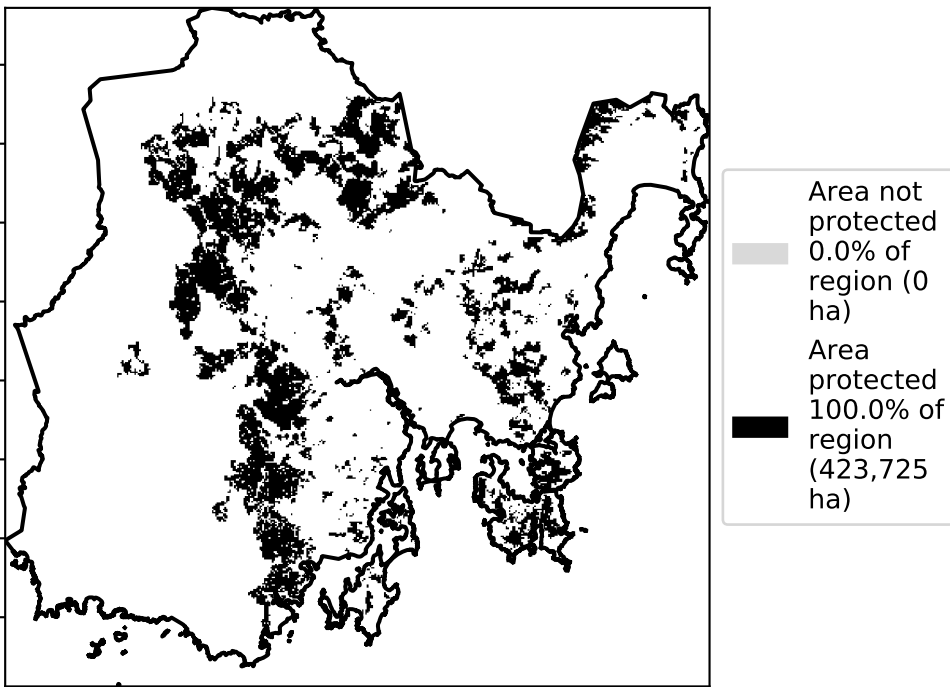 Area not
protected
0.0% of
region (0
ha)
Area
protected
100.0% of
region
(423,725
ha)